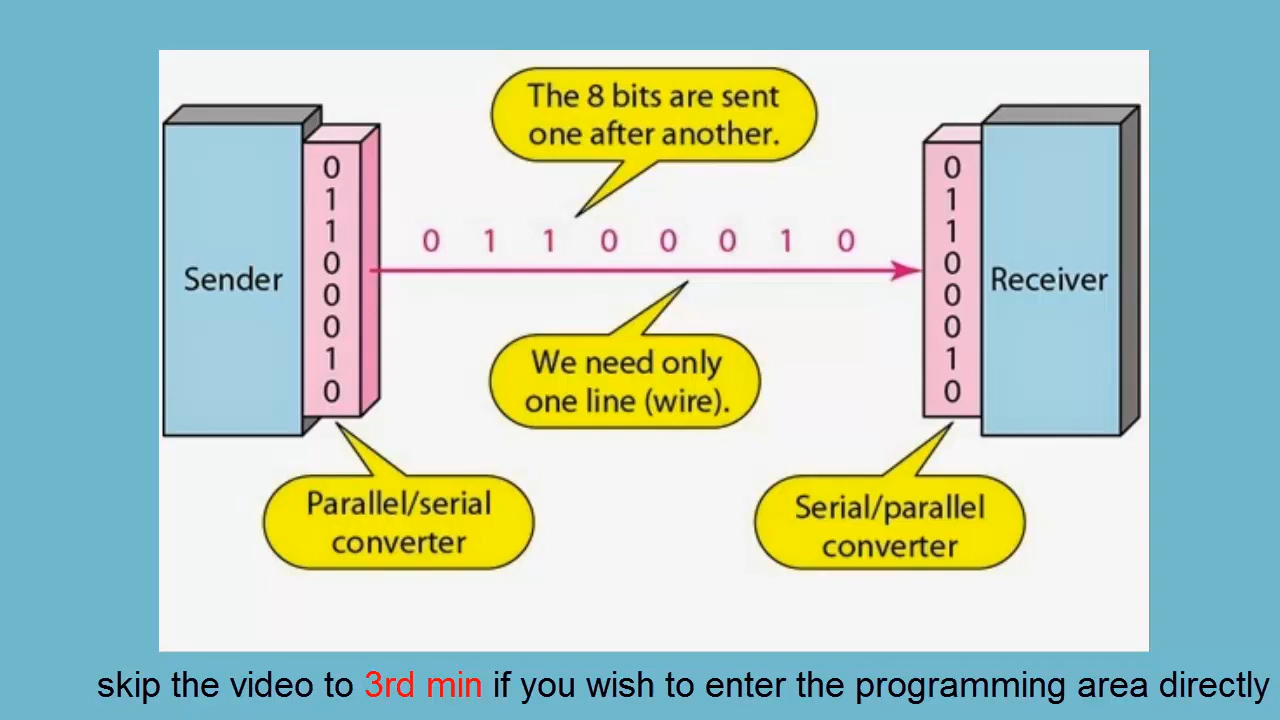 The 8 bits are sent
one after another.
0 1 1 0 0 0 1 0
Sender
0
1
1
0
0
0
1
0
We need only
one line (wire).
0
1
1
0
0
0
1
0
Receiver
Parallel/serial
converter
Serial/parallel
converter
skip the video to 3rd min if you wish to enter the programming area directly